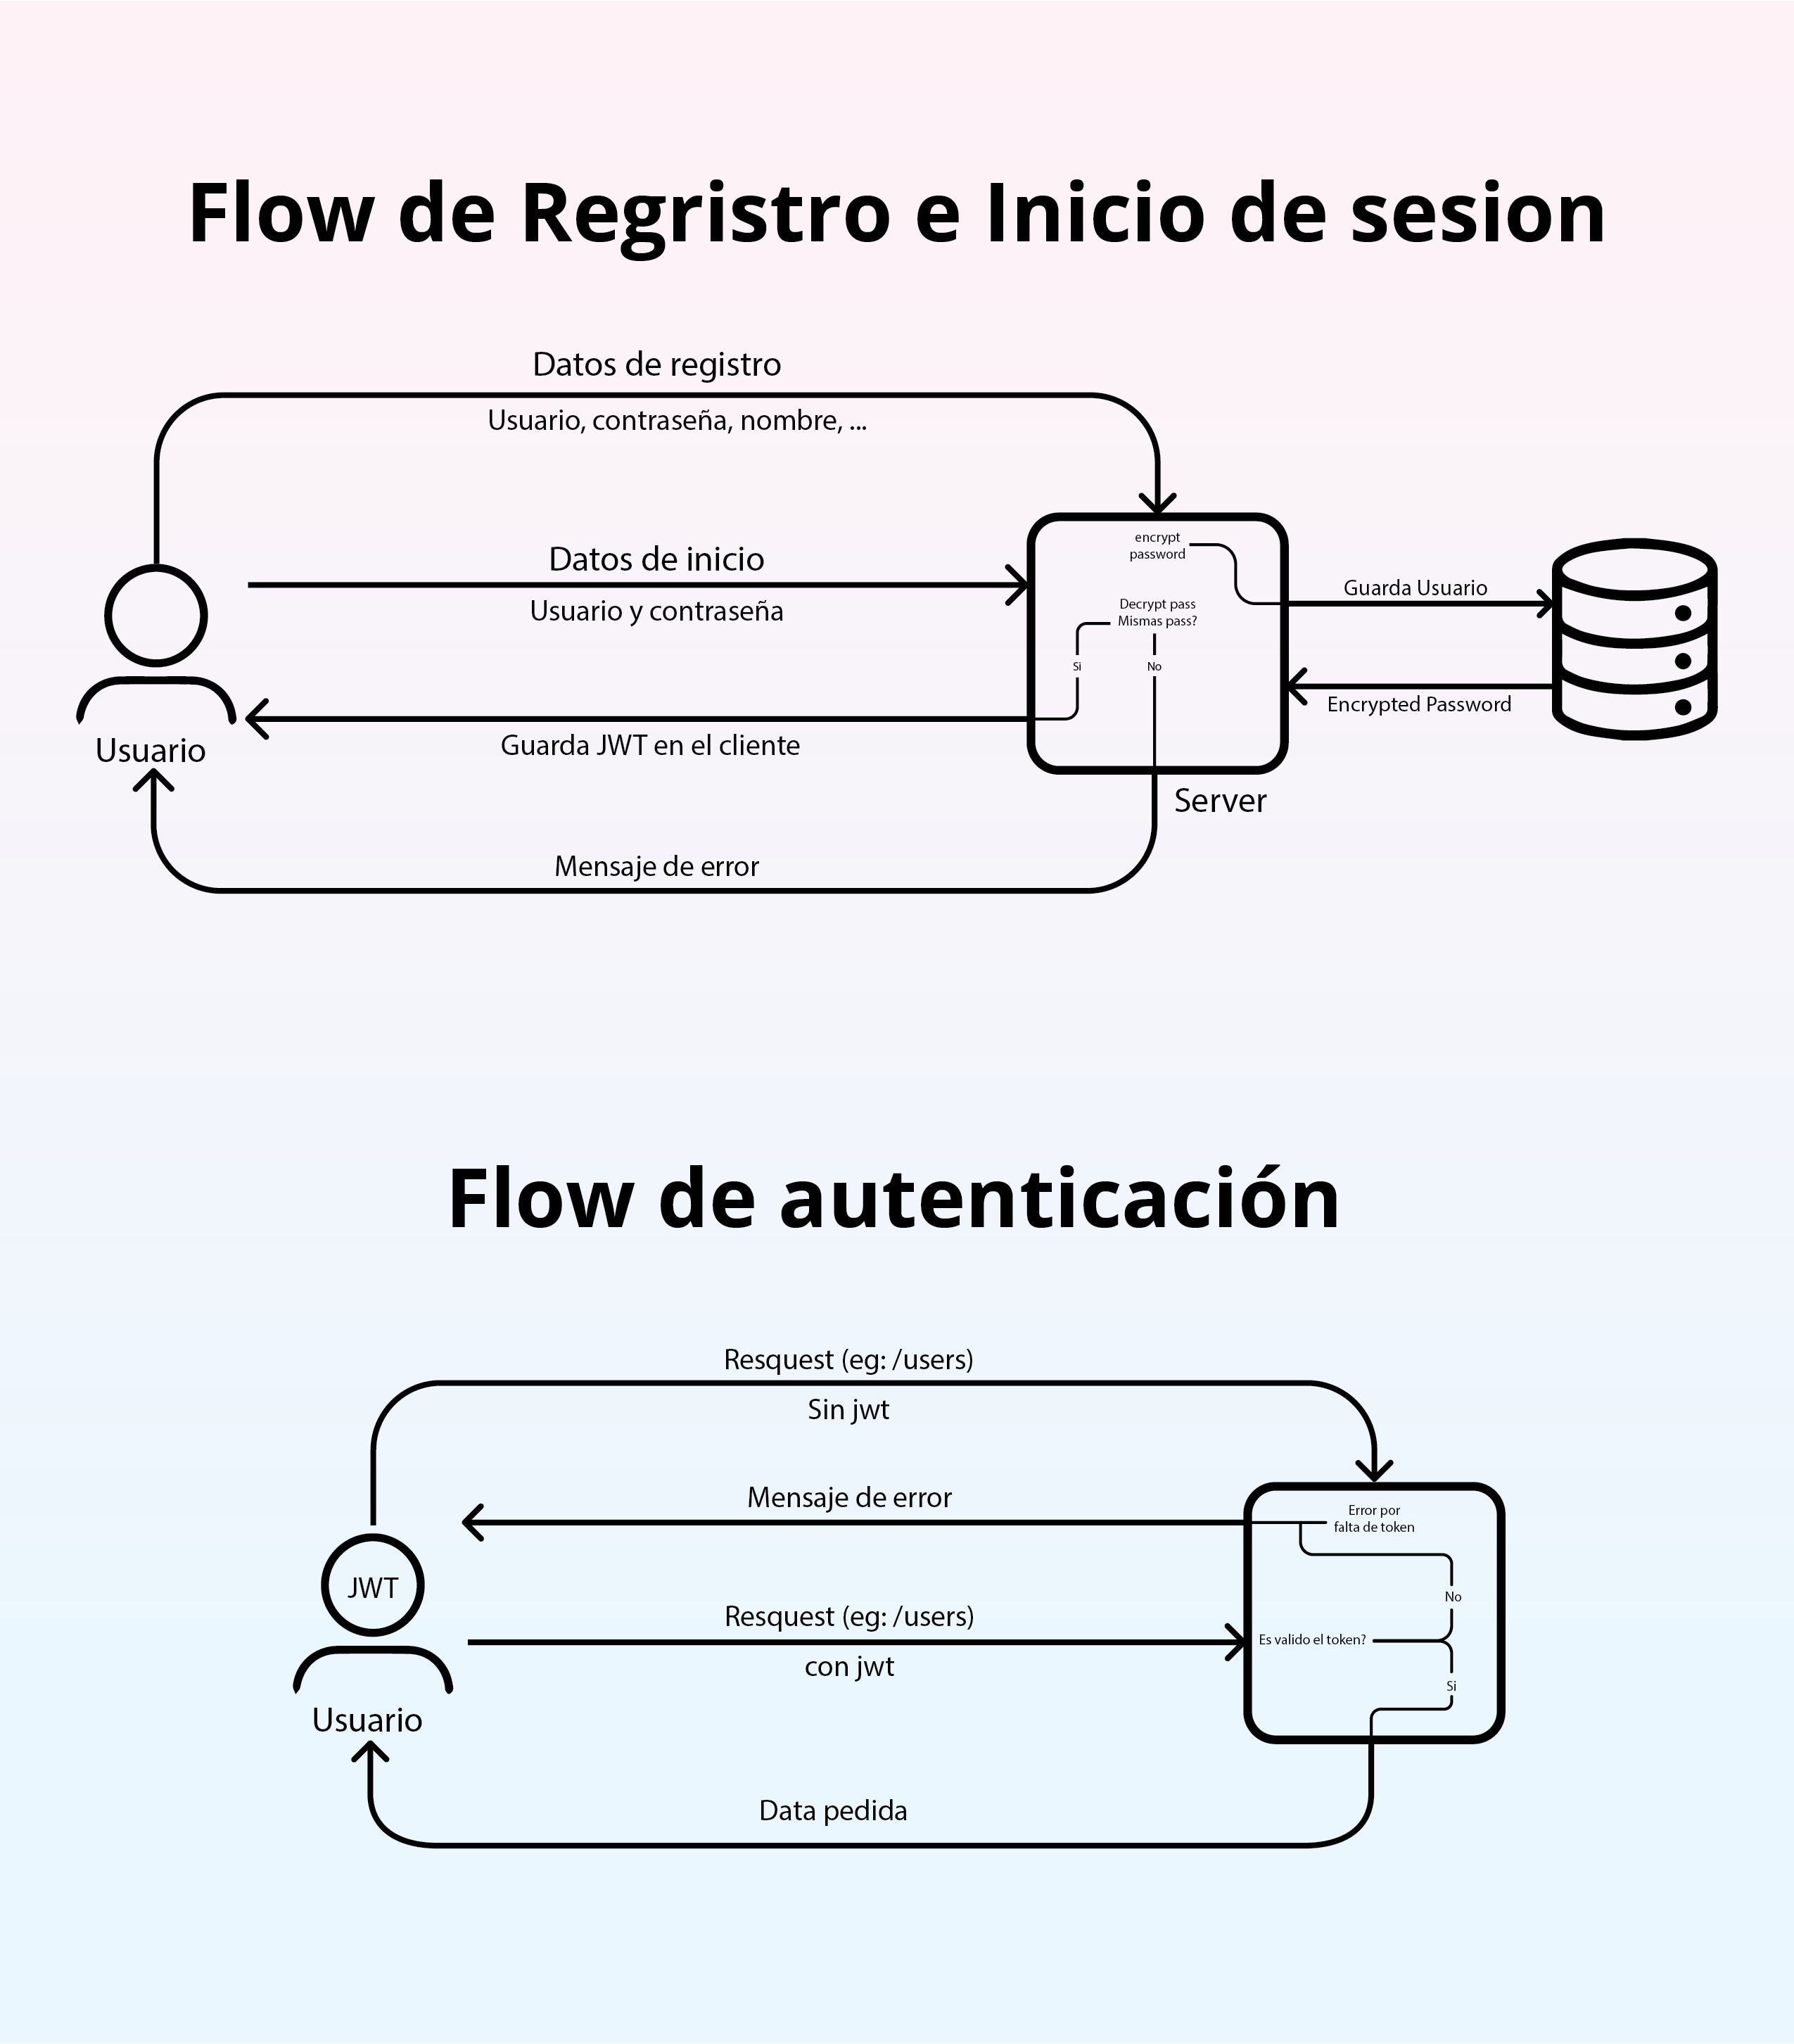 Flow de Regristro e Inicio de sesion
Datos de registro
Usuario, contraseña, nombre, ...
Datos de inicio
Usuario y contraseña
encrypt
password
Decrypt pass
Mismas pass?
Si
No
Guarda Usuario
Encrypted Password
Guarda JWT en el cliente
Usuario
Server
Mensaje de error
Flow de autenticación
Resquest (eg: /users)
Sin jwt
Mensaje de error
Error por
falta de token
JWT
No
Resquest (eg: /users)
Es valido el token?
con jwt
Si
Usuario
Data pedida